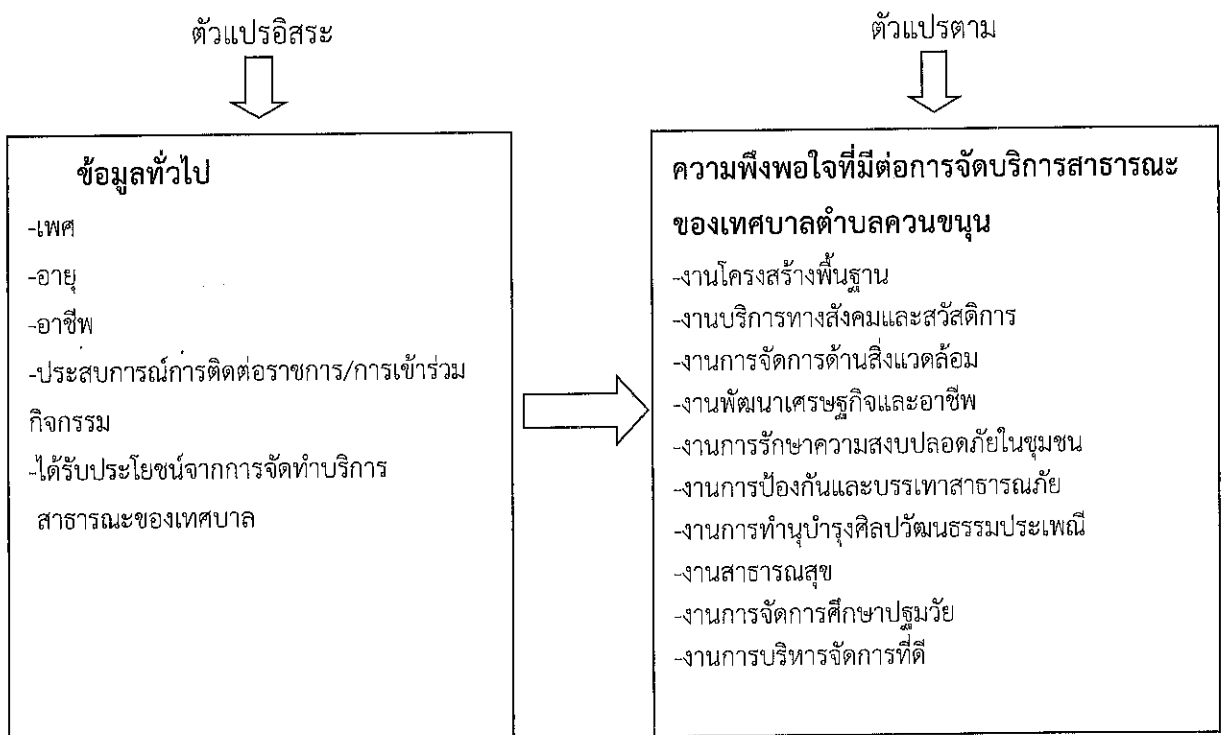 ตัวแปรอิสระ
ตัวแปรตาม
ข้อมูลทั่วไป
-เพศ
-อายุ
-อาชีพ
-ประสบการณ์การติดต่อราชการ/การเข้าร่วม
กิจกรรม
-ได้รับประโยชน์จากการจัดทำบริการ
สาธารณะของเทศบาล
ความพึงพอใจที่มีต่อการจัดบริการสาธารณะ
ของเทศบาลตำบลควนขนุน
-งานโครงสร้างพื้นฐาน
-งานบริการทางสังคมและสวัสดิการ
-งานการจัดการด้านสิ่งแวดล้อม
-งานพัฒนาเศรษฐกิจและอาชีพ
-งานการรักษาความสงบปลอดภัยในชุมชน
-งานการป้องกันและบรรเทาสาธารณภัย
-งานการทำนุบำรุงศิลปวัฒนธรรมประเพณี
-งานสาธารณสุข
-งานการจัดการศึกษาปฐมวัย
-งานการบริหารจัดการที่ดี